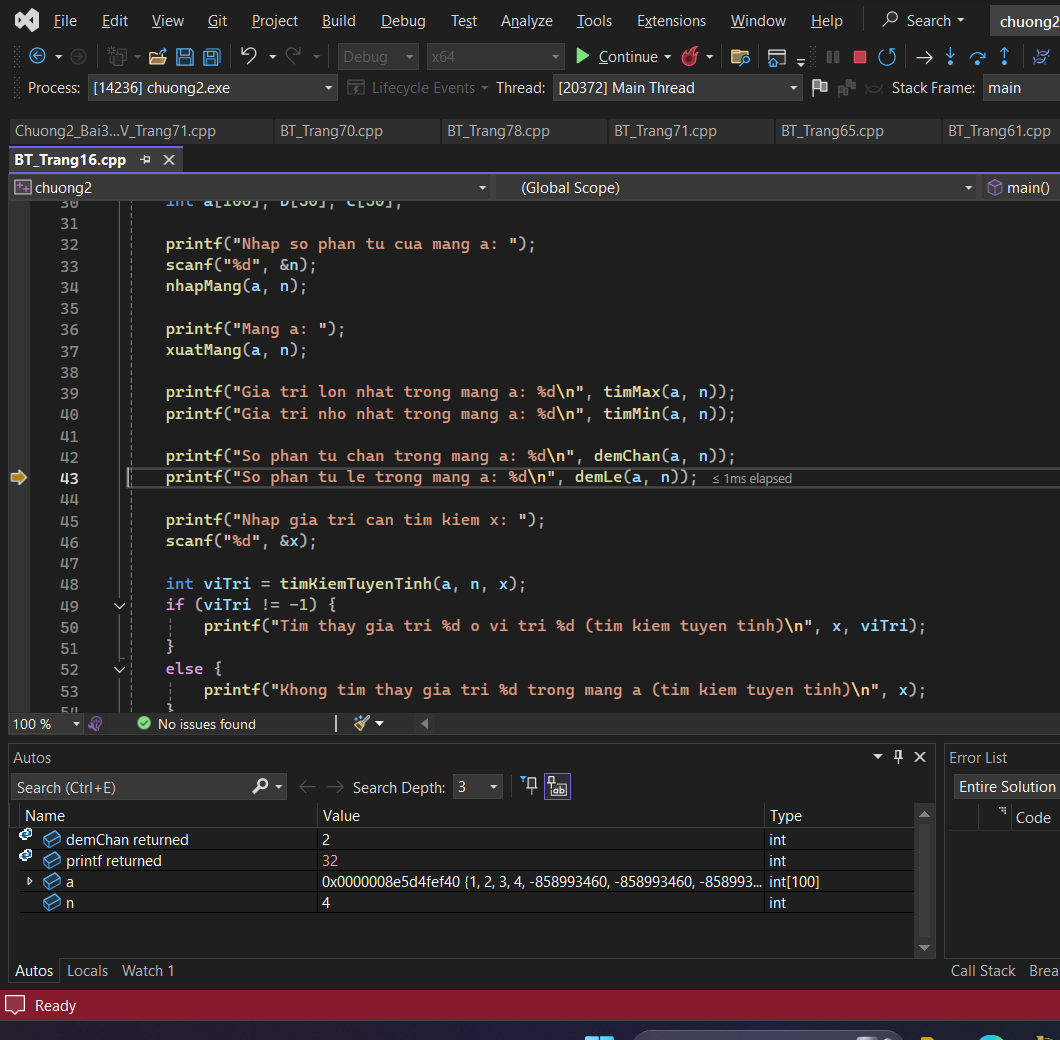 File Edit View Git Project Build Debug Test Analyze Tools Extensions Window Help Search chuong2
Debug x64 Continue
Process: [14236] chuong2.exe Lifecycle Events Thread: [20372] Main Thread Stack Frame: main
Chuong2_Bai3...V_Trang71.cpp BT_Trang70.cpp BT_Trang78.cpp BT_Trang71.cpp BT_Trang65.cpp BT_Trang61.cpp
BT_Trang16.cpp
chuong2 (Global Scope) main()
30 int a[100], b[50], c[50];
31
32 printf("Nhap so phan tu cua mang a: ");
33 scanf("%d", &n);
34 nhapMang(a, n);
35
36 printf("Mang a: ");
37 xuatMang(a, n);
38
39 printf("Gia tri lon nhat trong mang a: %d\n", timMax(a, n));
40 printf("Gia tri nho nhat trong mang a: %d\n", timMin(a, n));
41
42 printf("So phan tu chan trong mang a: %d\n", demChan(a, n));
43 printf("So phan tu le trong mang a: %d\n", demLe(a, n)); ≤ 1ms elapsed
44
45 printf("Nhap gia tri can tim kiem x: ");
46 scanf("%d", &x);
47
48 int viTri = timKiemTuyenTinh(a, n, x);
49 if (viTri != -1) {
50 printf("Tim thay gia tri %d o vi tri %d (tim kiem tuyen tinh)\n", x, viTri);
51 }
52 else {
53 printf("Khong tim thay gia tri %d trong mang a (tim kiem tuyen tinh)\n", x);
54 }
100 % No issues found
Autos Error List
Search (Ctrl+E) Search Depth: 3 Entire Solution
Name Value Type Code
demChan returned 2 int
printf returned 32 int
a 0x0000008e5d4fef40 {1, 2, 3, 4, -858993460, -858993460, -858993... int[100]
n 4 int
Autos Locals Watch 1 Call Stack Brea
Ready